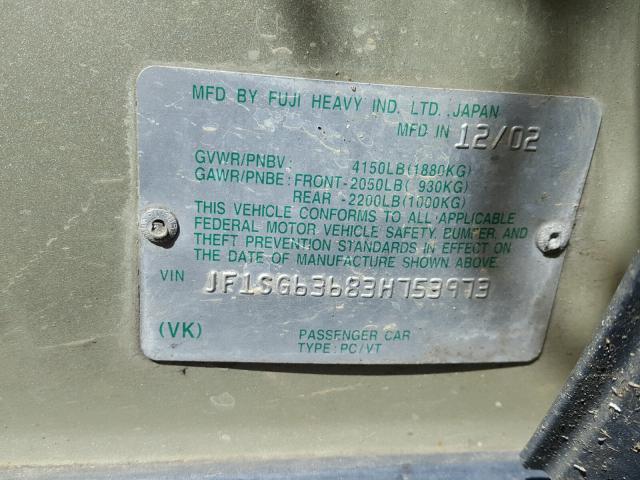 MFD BY FUJI HEAVY IND. LTD. JAPAN
MFD IN 12/02
GVWR/PNBV : 4150LB(1880KG)
GAWR/PNBE : FRONT-2050LB( 930KG)
REAR -2200LB(1000KG)
THIS VEHICLE CONFORMS TO ALL APPLICABLE
FEDERAL MOTOR VEHICLE SAFETY, BUMPER, AND
THEFT PREVENTION STANDARDS IN EFFECT ON
THE DATE OF MANUFACTURE SHOWN ABOVE.
VIN JF1SG63683H753973
(VK) PASSENGER CAR
TYPE: PC/VT